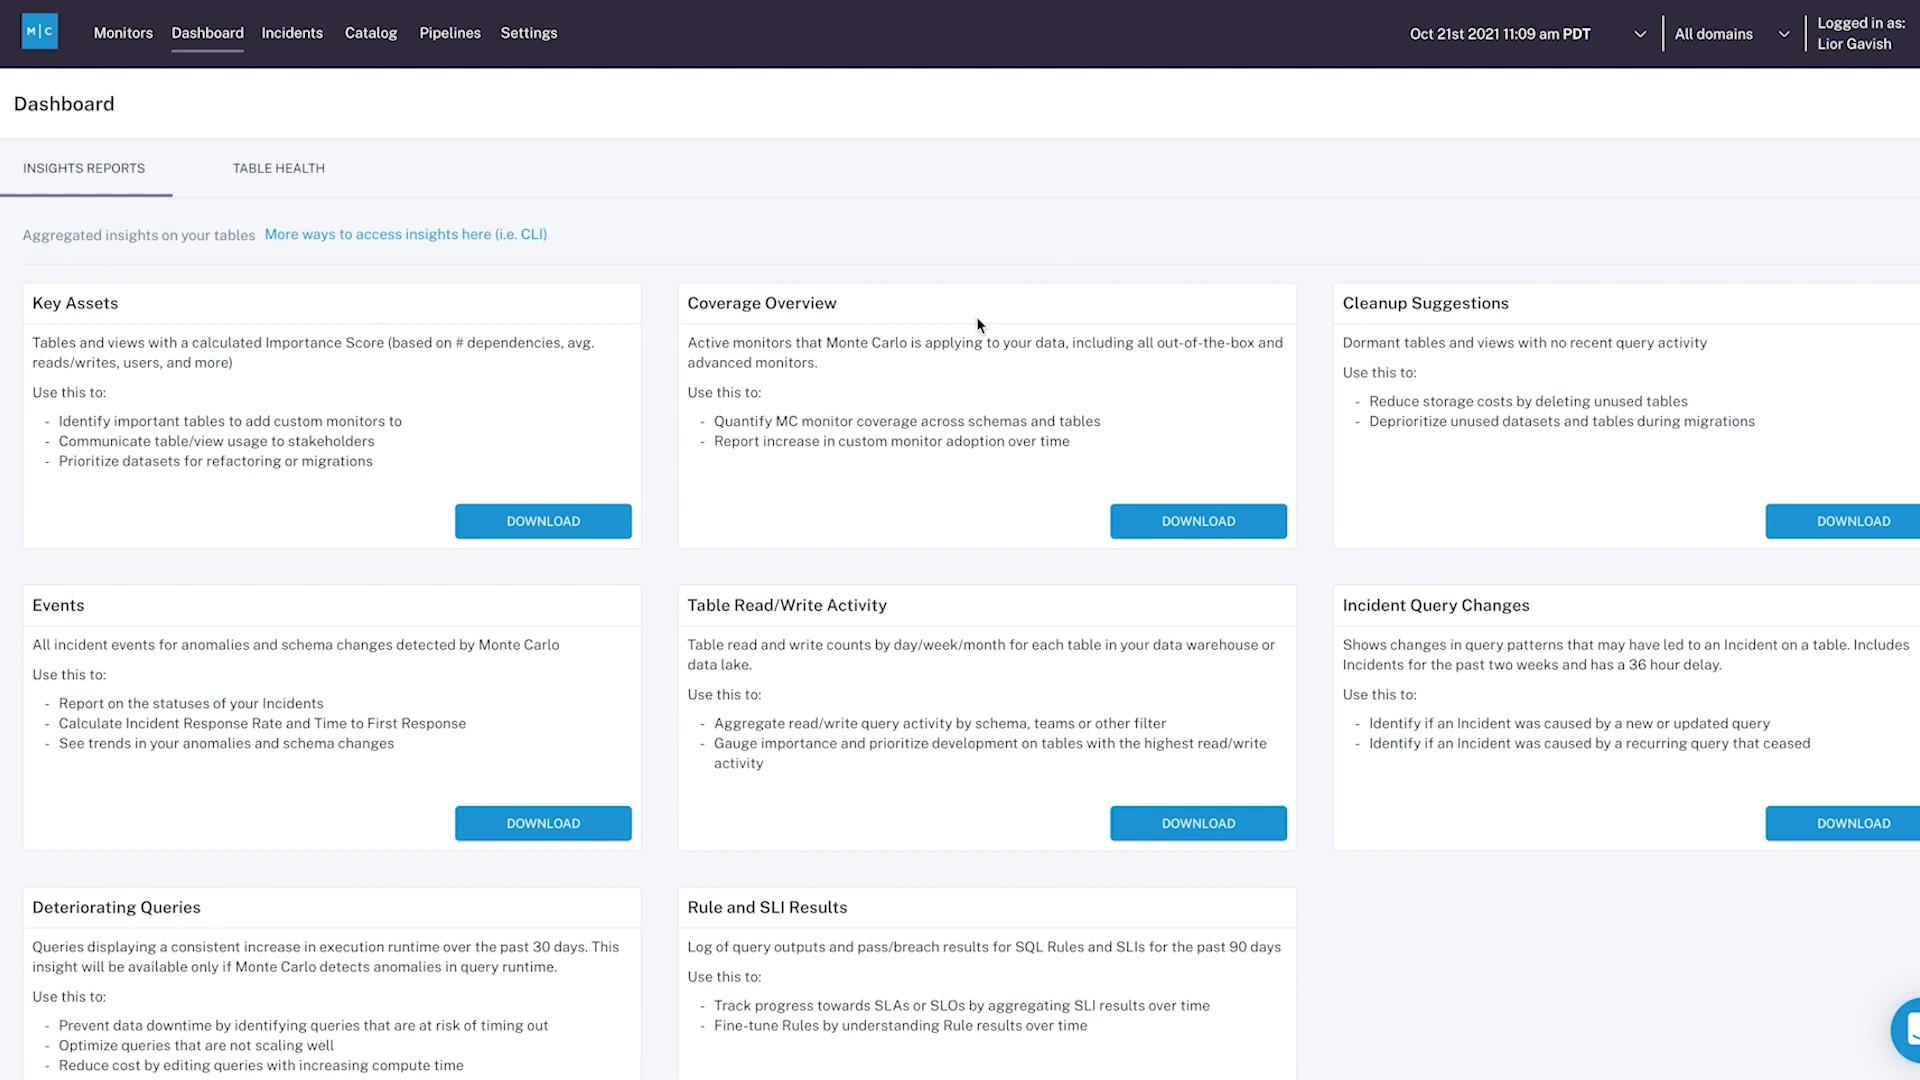 M|C
Monitors
Dashboard
Incidents
Catalog
Pipelines
Settings
Oct 21st 2021 11:09 am PDT
All domains
Logged in as:
Lior Gavish
Dashboard
INSIGHTS REPORTS
TABLE HEALTH
Aggregated insights on your tables
More ways to access insights here (i.e. CLI)
Key Assets
Tables and views with a calculated Importance Score (based on # dependencies, avg.
reads/writes, users, and more)
Use this to:
- Identify important tables to add custom monitors to
- Communicate table/view usage to stakeholders
- Prioritize datasets for refactoring or migrations
DOWNLOAD
Coverage Overview
Active monitors that Monte Carlo is applying to your data, including all out-of-the-box and
advanced monitors.
Use this to:
- Quantify MC monitor coverage across schemas and tables
- Report increase in custom monitor adoption over time
DOWNLOAD
Cleanup Suggestions
Dormant tables and views with no recent query activity
Use this to:
- Reduce storage costs by deleting unused tables
- Deprioritize unused datasets and tables during migrations
DOWNLOAD
Events
All incident events for anomalies and schema changes detected by Monte Carlo
Use this to:
- Report on the statuses of your Incidents
- Calculate Incident Response Rate and Time to First Response
- See trends in your anomalies and schema changes
DOWNLOAD
Table Read/Write Activity
Table read and write counts by day/week/month for each table in your data warehouse or
data lake.
Use this to:
- Aggregate read/write query activity by schema, teams or other filter
- Gauge importance and prioritize development on tables with the highest read/write
activity
DOWNLOAD
Incident Query Changes
Shows changes in query patterns that may have led to an Incident on a table. Includes
Incidents for the past two weeks and has a 36 hour delay.
Use this to:
- Identify if an Incident was caused by a new or updated query
- Identify if an Incident was caused by a recurring query that ceased
DOWNLOAD
Deteriorating Queries
Queries displaying a consistent increase in execution runtime over the past 30 days. This
insight will be available only if Monte Carlo detects anomalies in query runtime.
Use this to:
- Prevent data downtime by identifying queries that are at risk of timing out
- Optimize queries that are not scaling well
- Reduce cost by editing queries with increasing compute time
Rule and SLI Results
Log of query outputs and pass/breach results for SQL Rules and SLIs for the past 90 days
Use this to:
- Track progress towards SLAs or SLOs by aggregating SLI results over time
- Fine-tune Rules by understanding Rule results over time